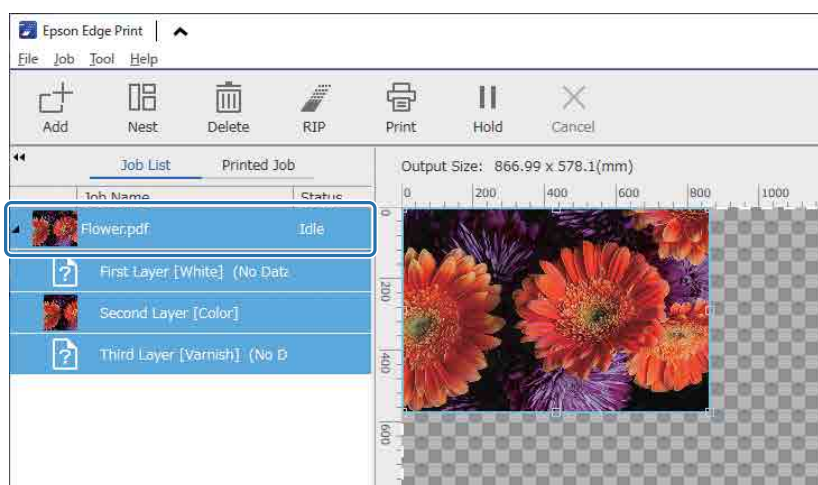 Epson Edge Print
File Job Tool Help
Add Nest Delete RIP Print Hold Cancel
Job List Printed Job Output Size: 866.99 x 578.1(mm)
Job Name Status
0 200 400 600 800 1000
0
Flower.pdf Idle
First Layer [White] (No Data
200
Second Layer [Color]
Third Layer [Varnish] (No D
400
600